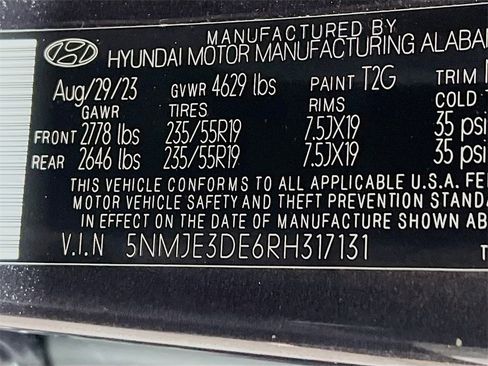 MANUFACTURED BY
HYUNDAI MOTOR MANUFACTURING ALABA
Aug/29/23 GVWR 4629 lbs PAINT T2G TRIM
GAWR TIRES RIMS COLD
FRONT 2778 lbs 235/55R19 7.5JX19 35 psi
REAR 2646 lbs 235/55R19 7.5JX19 35 psi
THIS VEHICLE CONFORMS TO ALL APPLICABLE U.S.A. FE
MOTOR VEHICLE SAFETY AND THEFT PREVENTION STANDAR
IN EFFECT ON THE DATE OF MANUFACTURE SHOWN ABO
V.I.N 5NMJE3DE6RH317131